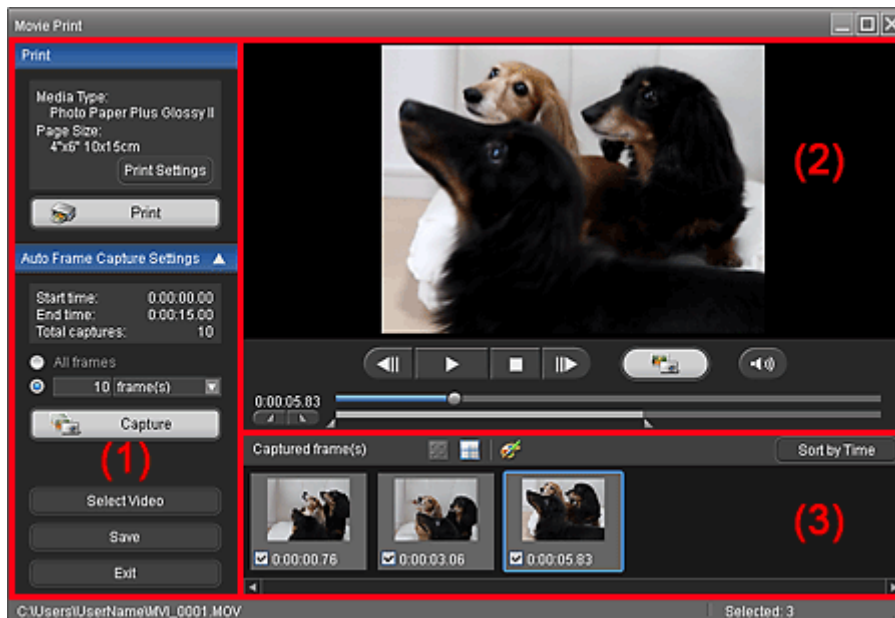 Movie Print
Print
Media Type:
Photo Paper Plus Glossy II
Page Size:
4"x6" 10x15cm
Print Settings
Print
Auto Frame Capture Settings
Start time: 0:00:00.00
End time: 0:00:15.00
Total captures: 10
All frames
10 frame(s)
Capture
(1)
Select Video
Save
Exit
(2)
0:00:05.83
Captured frame(s)
Sort by Time
0:00:00.76
0:00:03.06
0:00:05.83
(3)
C:\Users\UserName\MVI_0001.MOV
Selected: 3